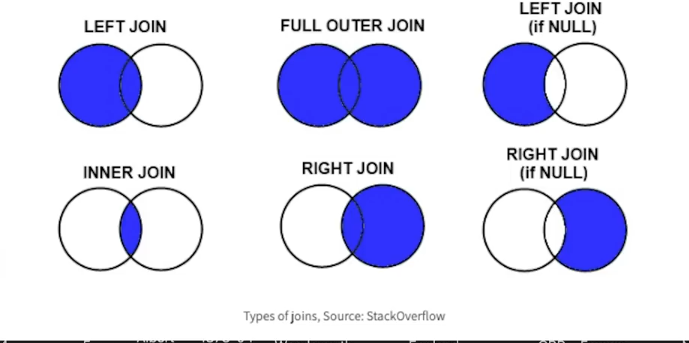 LEFT JOIN
FULL OUTER JOIN
LEFT JOIN
(if NULL)
INNER JOIN
RIGHT JOIN
RIGHT JOIN
(if NULL)
Types of joins, Source: StackOverflow